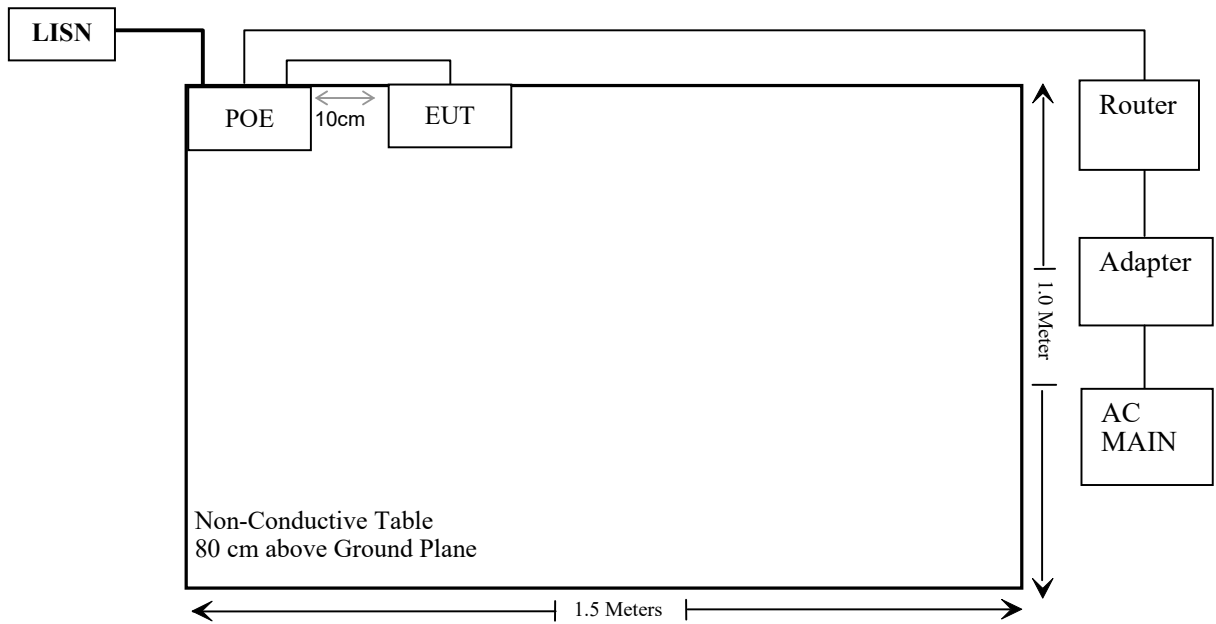 LISN
POE
10cm
EUT
Router
Adapter
1.0 Meter
AC
MAIN
Non-Conductive Table
80 cm above Ground Plane
1.5 Meters